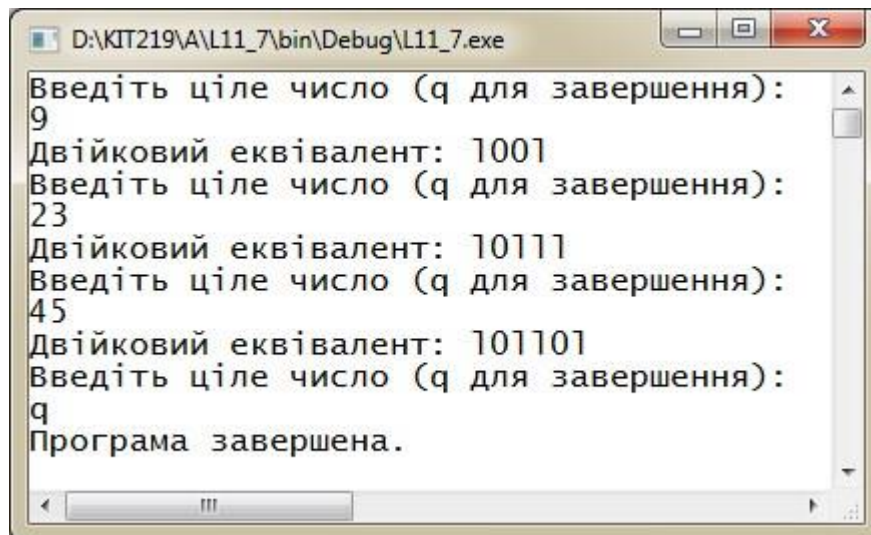 D:\KIT219\A\L11_7\bin\Debug\L11_7.exe
Введіть ціле число (q для завершення):
9
Двійковий еквівалент: 1001
Введіть ціле число (q для завершення):
23
Двійковий еквівалент: 10111
Введіть ціле число (q для завершення):
45
Двійковий еквівалент: 101101
Введіть ціле число (q для завершення):
q
Програма завершена.